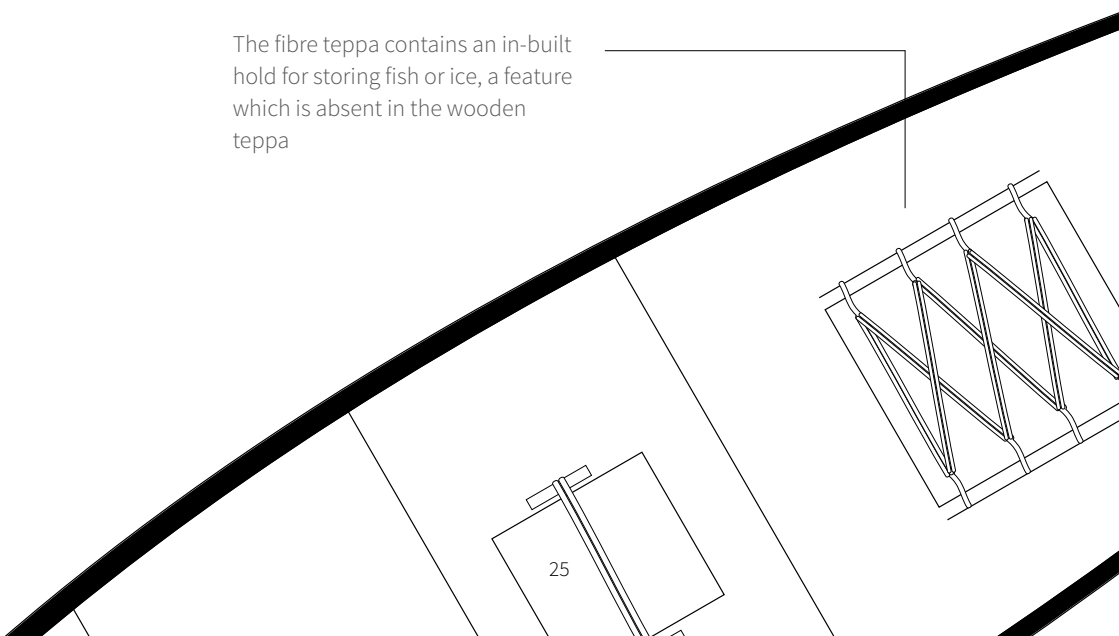 The fibre teppa contains an in-built
hold for storing fish or ice, a feature
which is absent in the wooden
teppa
25